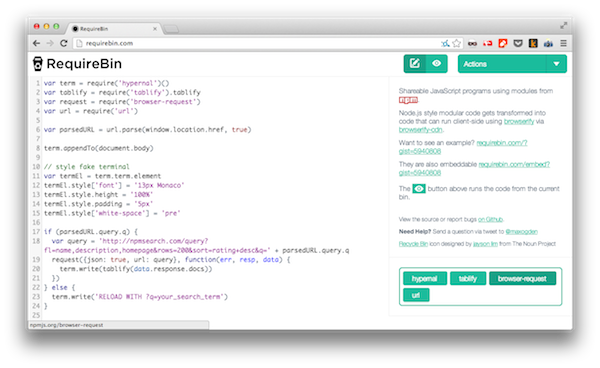 RequireBin
requirebin.com
RequireBin
Actions
1 var term = require('hypernal')()
2 var tablify = require('tablify').tablify
3 var request = require('browser-request')
4 var url = require('url')
5
6 var parsedURL = url.parse(window.location.href, true)
7
8 term.appendTo(document.body)
9
10 // style fake terminal
11 var termEl = term.term.element
12 termEl.style['font'] = '13px Monaco'
13 termEl.style.height = '100%'
14 termEl.style.padding = '5px'
15 termEl.style['white-space'] = 'pre'
16
17 if (parsedURL.query.q) {
18 var query = 'http://npmsearch.com/query?
fl=name,description,homepage&rows=200&sort=rating+desc&q=' + parsedURL.query.q
19 request({json: true, url: query}, function(err, resp, data) {
20 term.write(tablify(data.response.docs))
21 })
22 } else {
23 term.write('RELOAD WITH ?q=your_search_term')
24 }
25
npmjs.org/browser-request
Shareable JavaScript programs using modules from
npm
Node.js style modular code gets transformed into
code that can run client-side using browserify via
browserify-cdn.
Want to see an example? requirebin.com/?
gist=5940808
They are also embeddable requirebin.com/embed?
gist=5940808
The button above runs the code from the current
bin.
View the source or report bugs on Github.
Need Help? Send a question via tweet to @maxogden
Recycle Bin icon designed by jayson lim from The Noun Project
hypernal
tablify
browser-request
url